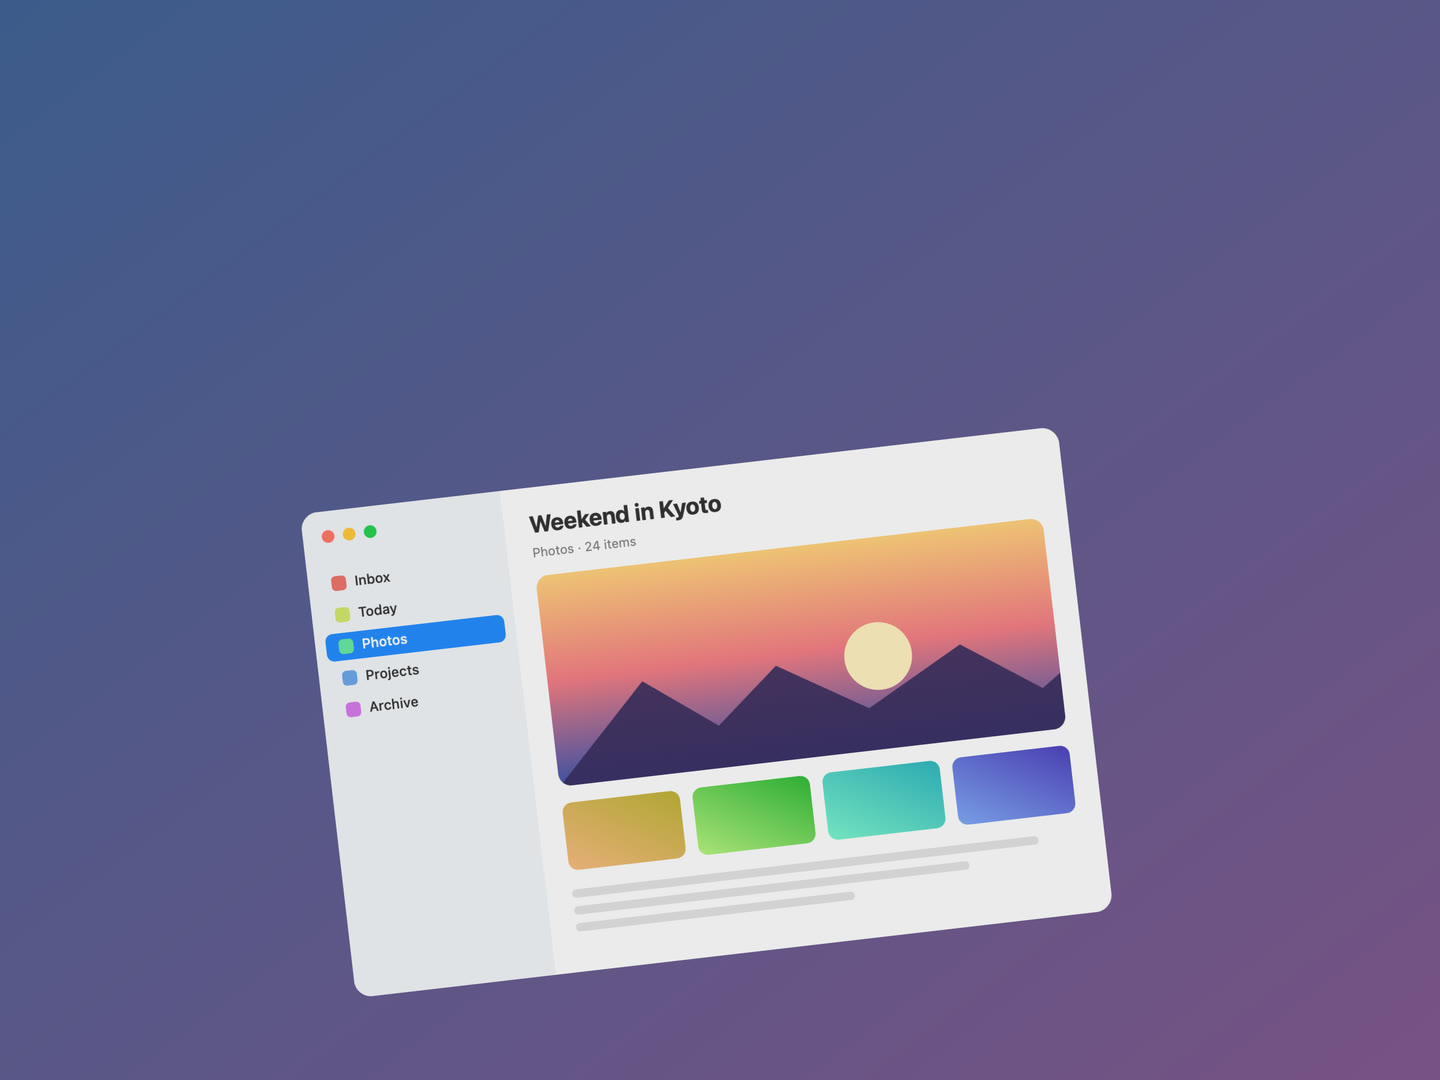 Inbox
Today
Photos
Projects
Archive
Weekend in Kyoto
Photos · 24 items